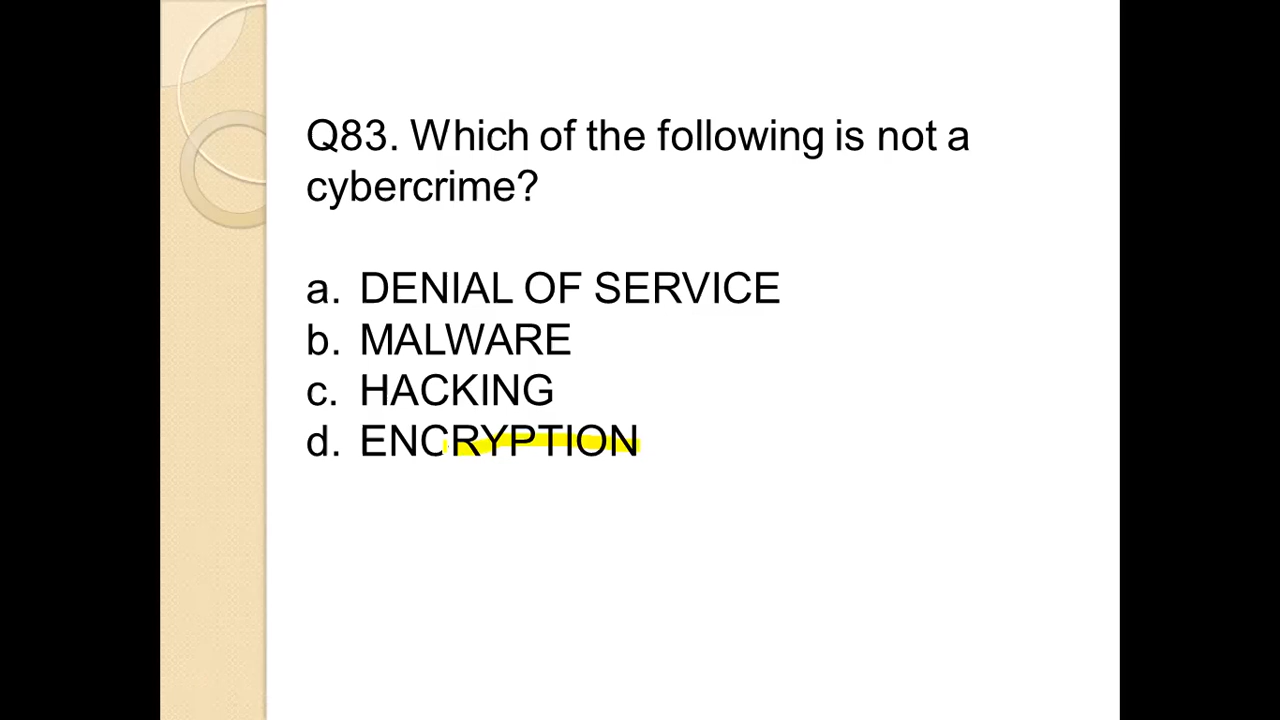 Q83. Which of the following is not a
cybercrime?
a. DENIAL OF SERVICE
b. MALWARE
c. HACKING
d. ENCRYPTION